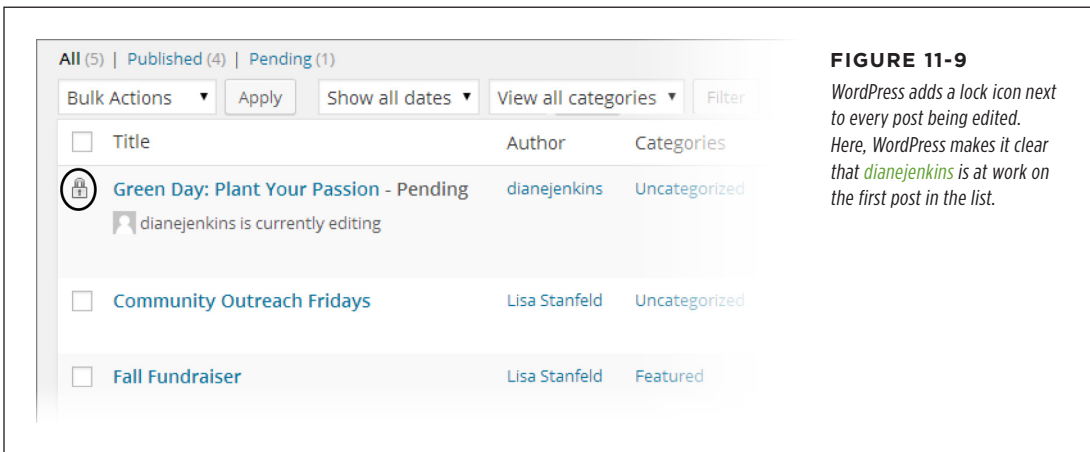 All (5) | Published (4) | Pending (1)
Bulk Actions ▼ Apply Show all dates ▼ View all categories ▼ Filter
Title Author Categories
Green Day: Plant Your Passion - Pending dianejenkins Uncategorized
dianejenkins is currently editing
Community Outreach Fridays Lisa Stanfeld Uncategorized
Fall Fundraiser Lisa Stanfeld Featured
FIGURE 11-9
WordPress adds a lock icon next
to every post being edited.
Here, WordPress makes it clear
that dianejenkins is at work on
the first post in the list.